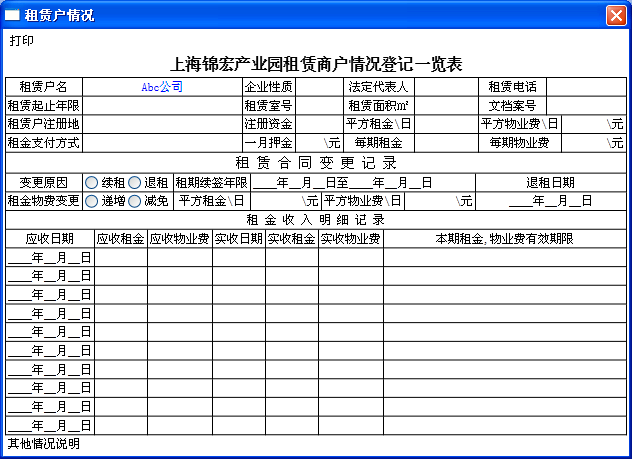 租赁户情况
打印
上海锦宏产业园租赁商户情况登记一览表
租赁户名 Abc公司 企业性质 法定代表人 租赁电话
租赁起止年限 租赁室号 租赁面积㎡ 文档案号
租赁户注册地 注册资金 平方租金\日 平方物业费\日 \元
租金支付方式 一月押金 \元 每期租金 每期物业费 \元
租 赁 合 同 变 更 记 录
变更原因 续租 退租 租期续签年限 ____年__月__日至____年__月__日 退租日期
租金物费变更 递增 减免 平方租金\日 \元 平方物业费\日 \元 ____年__月__日
租 金 收 入 明 细 记 录
应收日期 应收租金 应收物业费 实收日期 实收租金 实收物业费 本期租金,物业费有效期限
____年__月__日
____年__月__日
____年__月__日
____年__月__日
____年__月__日
____年__月__日
____年__月__日
____年__月__日
____年__月__日
____年__月__日
其他情况说明